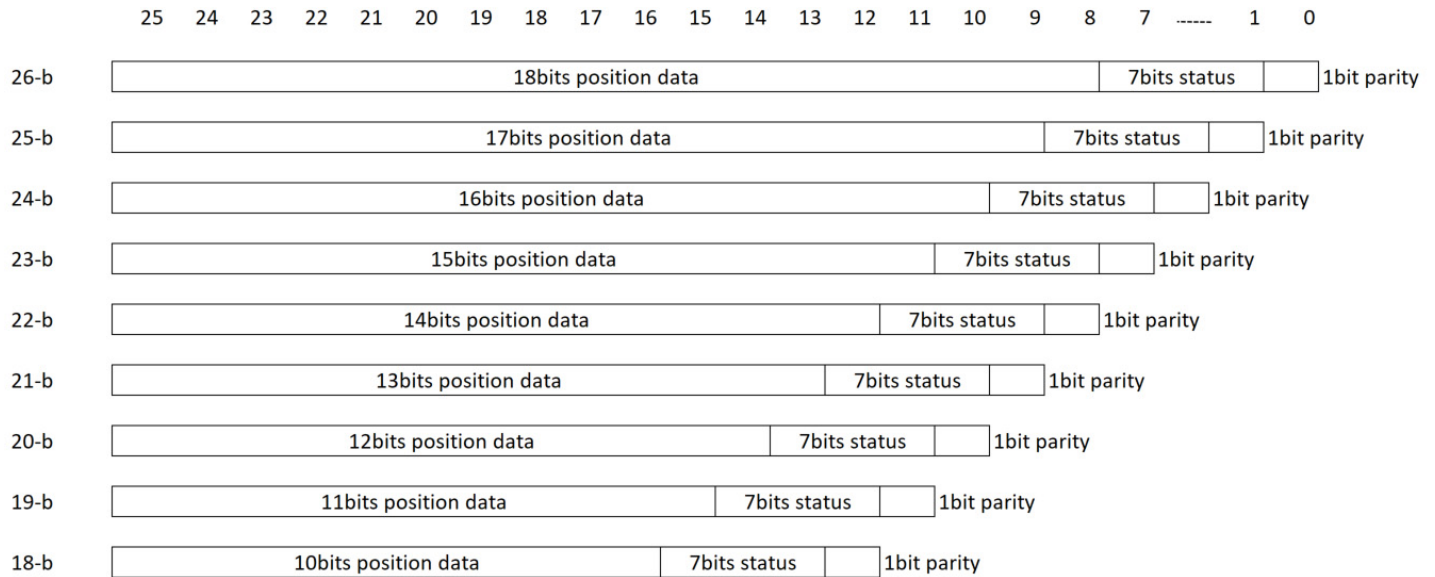 25 24 23 22 21 20 19 18 17 16 15 14 13 12 11 10 9 8 7 ------ 1 0
26-b 18bits position data 7bits status 1bit parity
25-b 17bits position data 7bits status 1bit parity
24-b 16bits position data 7bits status 1bit parity
23-b 15bits position data 7bits status 1bit parity
22-b 14bits position data 7bits status 1bit parity
21-b 13bits position data 7bits status 1bit parity
20-b 12bits position data 7bits status 1bit parity
19-b 11bits position data 7bits status 1bit parity
18-b 10bits position data 7bits status 1bit parity